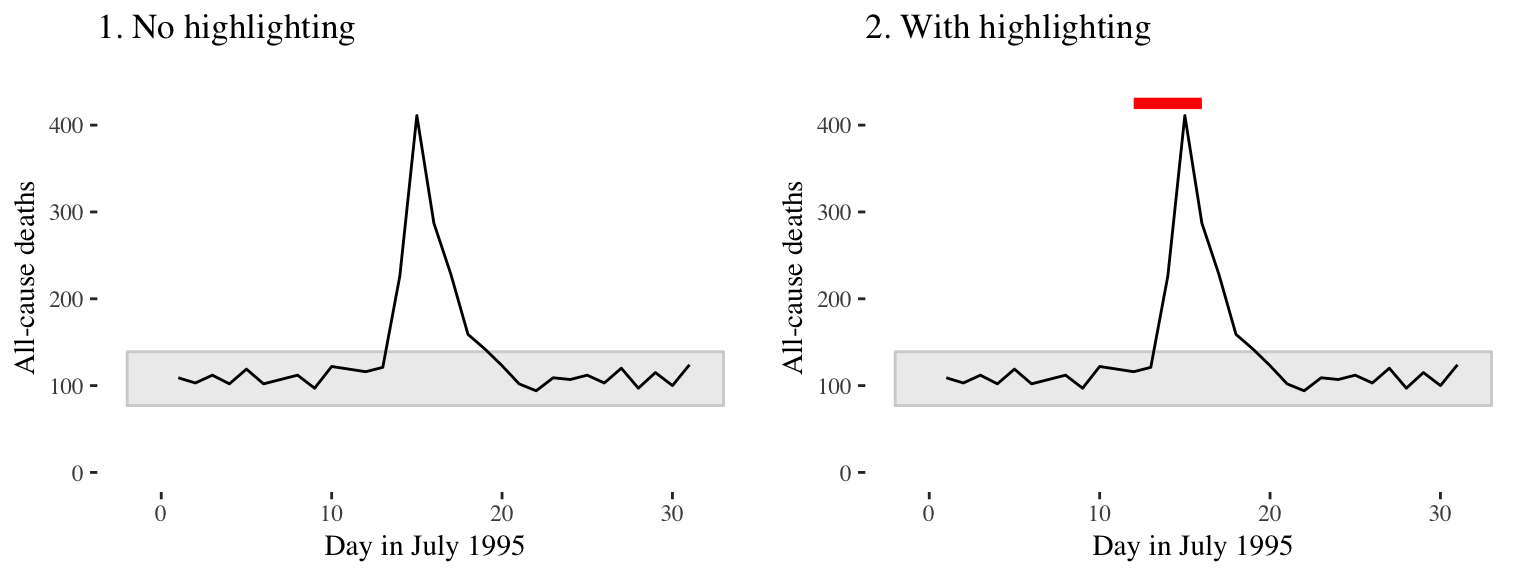 1. No highlighting
400
300
200
100
0
All-cause deaths
0 10 20 30
Day in July 1995
2. With highlighting
400
300
200
100
0
All-cause deaths
0 10 20 30
Day in July 1995